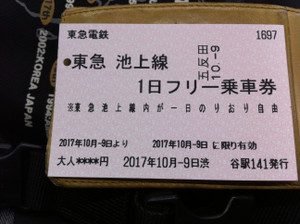 東急電鉄 1697
東急 池上線
五反田
10.-9
1日フリー乗車券
※東急池上線内が一日のりおり自由
2017年10月-9日より 2017年10月-9日に限り有効
大人****円 2017年10月-9日渋 谷駅141発行
2002KOREA JAPAN